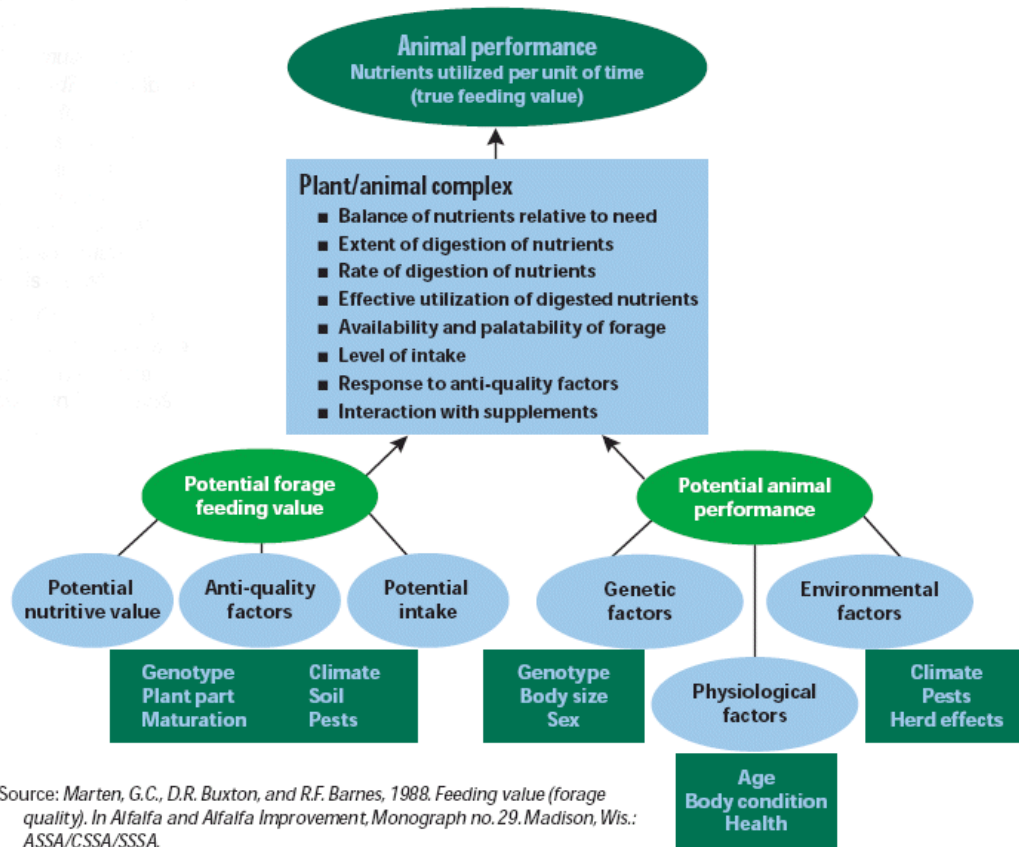 Animal performance
Nutrients utilized per unit of time
(true feeding value)
Plant/animal complex
■ Balance of nutrients relative to need
■ Extent of digestion of nutrients
■ Rate of digestion of nutrients
■ Effective utilization of digested nutrients
■ Availability and palatability of forage
■ Level of intake
■ Response to anti-quality factors
■ Interaction with supplements
Potential forage
feeding value
Potential animal
performance
Potential
nutritive value
Anti-quality
factors
Potential
intake
Genetic
factors
Environmental
factors
Physiological
factors
Genotype
Plant part
Maturation
Climate
Soil
Pests
Genotype
Body size
Sex
Climate
Pests
Herd effects
Age
Body condition
Health
Source: Marten, G.C., D.R. Buxton, and R.F. Barnes, 1988. Feeding value (forage
quality). In Alfalfa and Alfalfa Improvement, Monograph no. 29. Madison, Wis.:
ASSA/CSSA/SSSA.